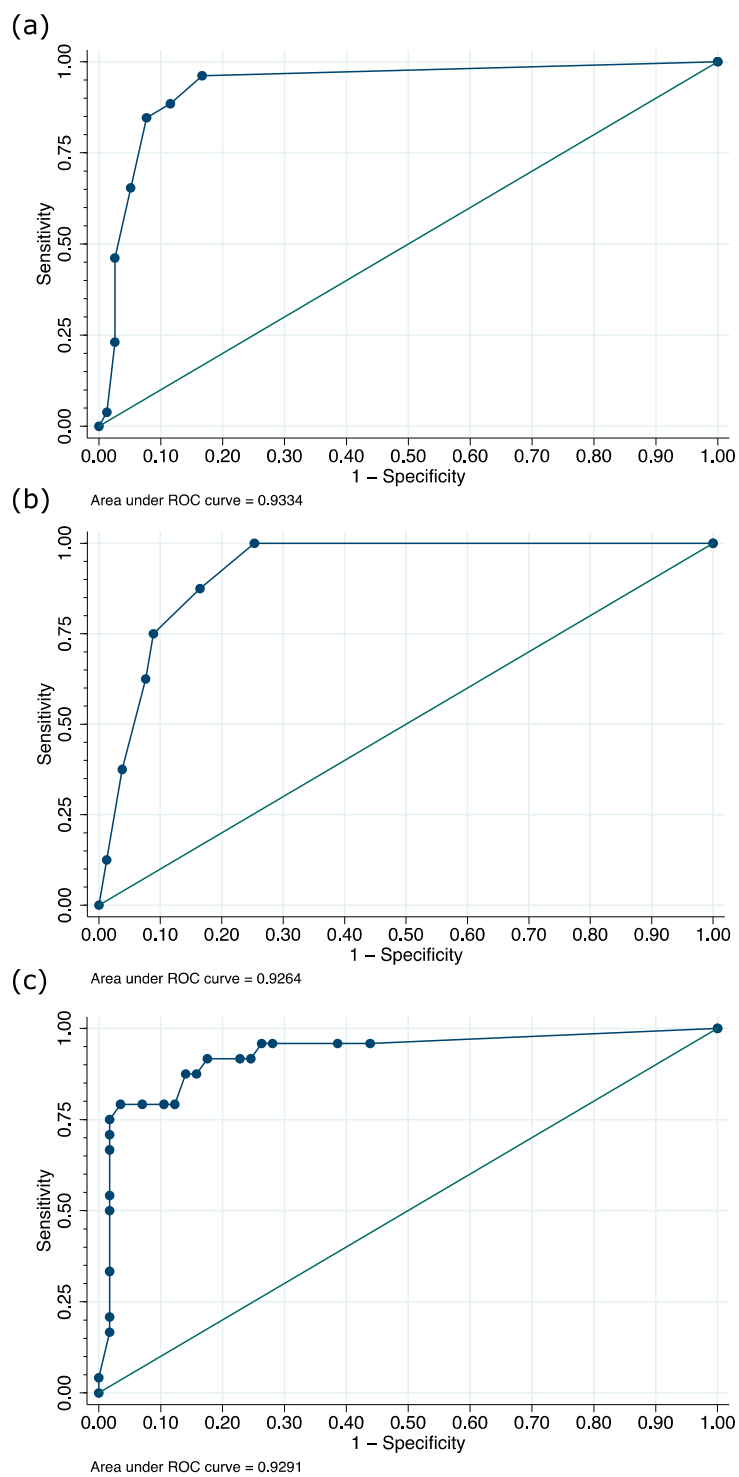 (a)
1.00
0.75
0.50
0.25
0.00
Sensitivity
0.00 0.10 0.20 0.30 0.40 0.50 0.60 0.70 0.80 0.90 1.00
1 – Specificity
Area under ROC curve = 0.9334
(b)
1.00
0.75
0.50
0.25
0.00
Sensitivity
0.00 0.10 0.20 0.30 0.40 0.50 0.60 0.70 0.80 0.90 1.00
1 – Specificity
Area under ROC curve = 0.9264
(c)
1.00
0.75
0.50
0.25
0.00
Sensitivity
0.00 0.10 0.20 0.30 0.40 0.50 0.60 0.70 0.80 0.90 1.00
1 – Specificity
Area under ROC curve = 0.9291